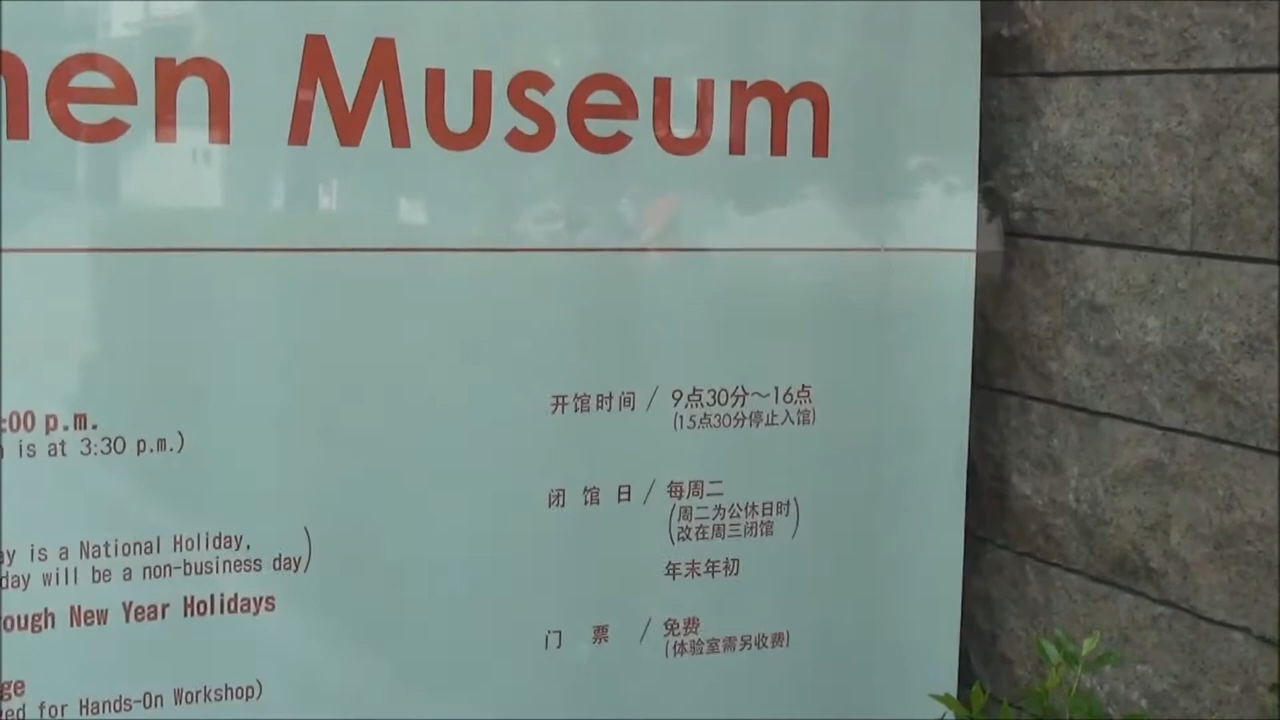 men Museum
:00 p.m.
is at 3:30 p.m.)
ay is a National Holiday,
day will be a non-business day)
rough New Year Holidays
ge
ed for Hands-On Workshop)
开馆时间 / 9点30分～16点
(15点30分停止入馆)
闭馆日 / 每周二
(周二为公休日时
改在周三闭馆)
年末年初
门票 / 免费
(体验室需另收费)